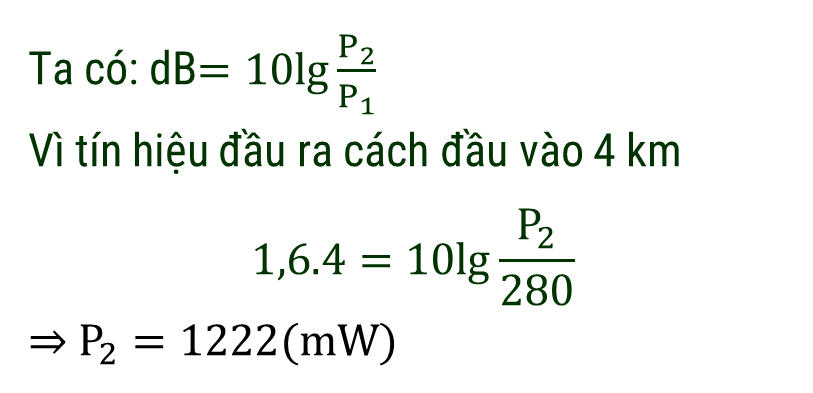 Ta có: dB= 10lg P₂/P₁
Vì tín hiệu đầu ra cách đầu vào 4 km
1,6.4 = 10lg P₂/280
⇒ P₂ = 1222(mW)